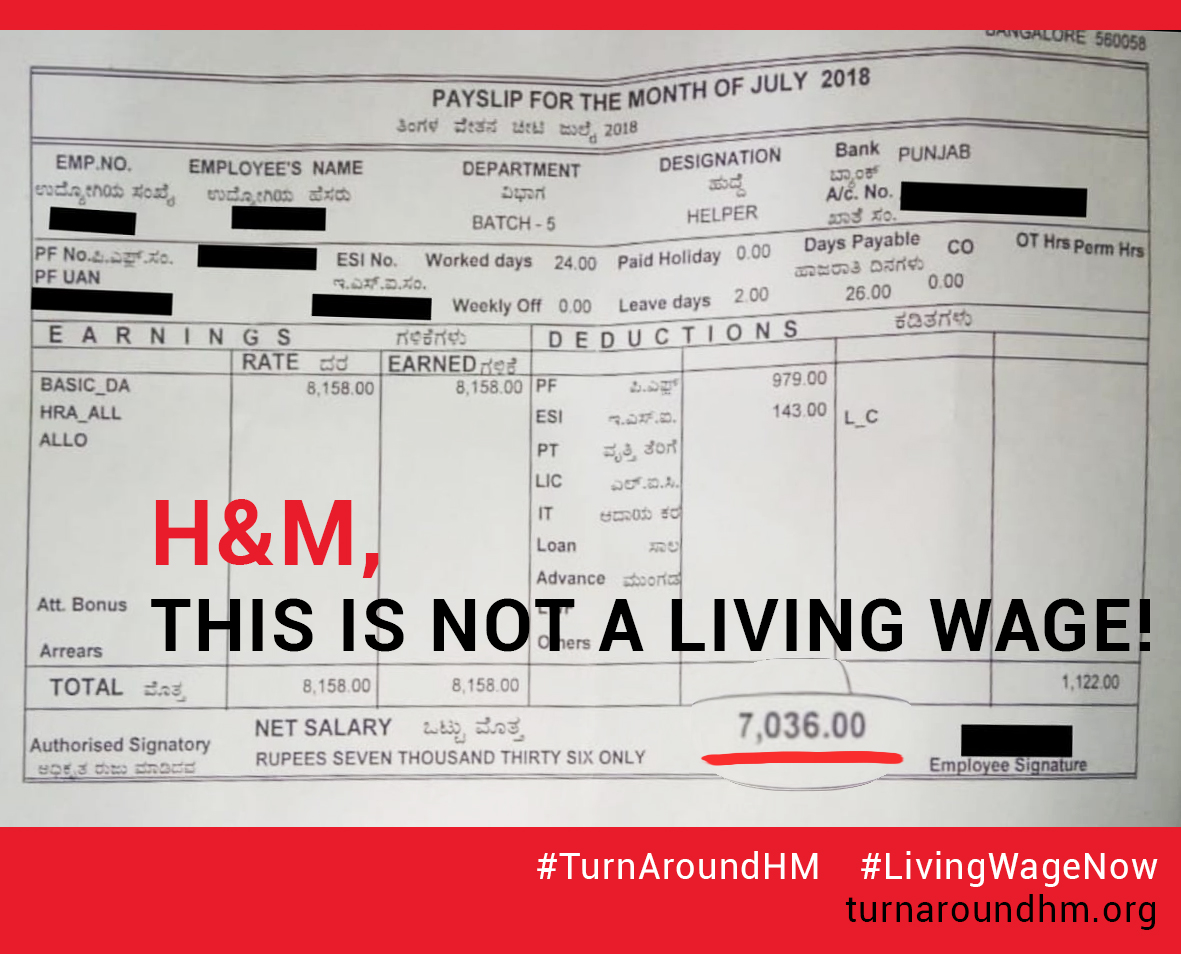 BANGALORE 560058
PAYSLIP FOR THE MONTH OF JULY 2018
ತಿಂಗಳ ವೇತನ ಚೀಟಿ ಜುಲೈ 2018
EMP.NO. EMPLOYEE'S NAME DEPARTMENT DESIGNATION Bank PUNJAB
ಉದ್ಯೋಗಿಯ ಸಂಖ್ಯೆ ಉದ್ಯೋಗಿಯ ಹೆಸರು ವಿಭಾಗ ಹುದ್ದೆ ಬ್ಯಾಂಕ್
A/c. No.
BATCH - 5 HELPER ಖಾತೆ ಸಂ.
PF No.ಪಿ.ಎಫ್.ಸಂ. ESI No. Worked days 24.00 Paid Holiday 0.00 Days Payable CO OT Hrs Perm Hrs
PF UAN ಇ.ಎಸ್.ಐ.ಸಂ. ಹಾಜರಾತಿ ದಿನಗಳು
Weekly Off 0.00 Leave days 2.00 26.00 0.00
EARNINGS ಗಳಿಕೆಗಳು DEDUCTIONS ಕಡಿತಗಳು
RATE ದರ EARNED ಗಳಿಕೆ
BASIC_DA 8,158.00 8,158.00 PF ಪಿ.ಎಫ್ 979.00
HRA_ALL ESI ಇ.ಎಸ್.ಐ. 143.00 L_C
ALLO PT ವೃತ್ತಿ ತೆರಿಗೆ
LIC ಎಲ್.ಐ.ಸಿ.
IT ಆದಾಯ ಕರ
Loan ಸಾಲ
H&M,
Advance ಮುಂಗಡ
Att. Bonus
THIS IS NOT A LIVING WAGE!
Arrears Others
TOTAL ಮೊತ್ತ 8,158.00 8,158.00 1,122.00
NET SALARY ಒಟ್ಟು ಮೊತ್ತ 7,036.00
Authorised Signatory RUPEES SEVEN THOUSAND THIRTY SIX ONLY Employee Signature
ಅಧಿಕೃತ ರುಜು ಮಾಡಿದವ
#TurnAroundHM #LivingWageNow
turnaroundhm.org